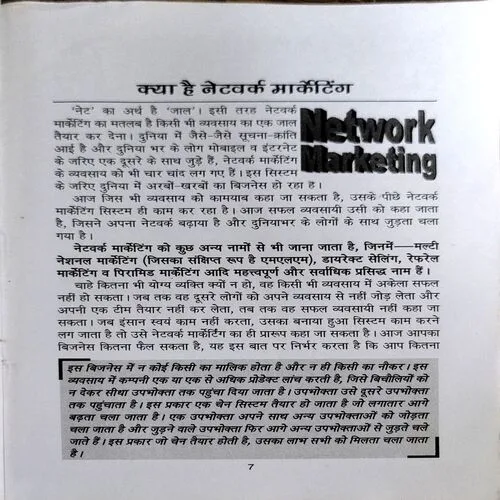 क्या है नेटवर्क मार्केटिंग
'नेट' का अर्थ है 'जाल'। इसी तरह नेटवर्क
मार्केटिंग का मतलब है किसी भी व्यवसाय का एक जाल
तैयार कर देना। दुनिया में जैसे-जैसे सूचना-क्रांति
आई है और दुनिया भर के लोग मोबाइल व इंटरनेट
के जरिए एक दूसरे के साथ जुड़े हैं, नेटवर्क मार्केटिंग
के व्यवसाय को भी चार चांद लग गए हैं। इस सिस्टम
के जरिए दुनिया में अरबों-खरबों का बिजनेस हो रहा है।
Network
Marketing
आज जिस भी व्यवसाय को कामयाब कहा जा सकता है, उसके पीछे नेटवर्क
मार्केटिंग सिस्टम ही काम कर रहा है। आज सफल व्यवसायी उसी को कहा जाता
है, जिसने अपना नेटवर्क बढ़ाया है और दुनियाभर के लोगों के साथ जुड़ता चला
गया है।
नेटवर्क मार्केटिंग को कुछ अन्य नामों से भी जाना जाता है, जिनमें—मल्टी
नेशनल मार्केटिंग (जिसका संक्षिप्त रूप है एमएलएम), डायरेक्ट सेलिंग, रेफरेल
मार्केटिंग व पिरामिड मार्केटिंग आदि महत्त्वपूर्ण और सर्वाधिक प्रसिद्ध नाम हैं।
चाहे कितना भी योग्य व्यक्ति क्यों न हो, वह किसी भी व्यवसाय में अकेला सफल
नहीं हो सकता। जब तक वह दूसरे लोगों को अपने व्यवसाय से नहीं जोड़ लेता और
अपनी एक टीम तैयार नहीं कर लेता, तब तक वह सफल व्यवसायी नहीं कहा जा
सकता। जब इंसान स्वयं काम नहीं करता, उसका बनाया हुआ सिस्टम काम करने
लग जाता है तो उसे नेटवर्क मार्केटिंग का ही प्रारूप कहा जा सकता है। आज आपका
बिजनेस कितना फैल सकता है, यह इस बात पर निर्भर करता है कि आप कितना
इस बिजनेस में न कोई किसी का मालिक होता है और न ही किसी का नौकर। इस
व्यवसाय में कम्पनी एक या एक से अधिक प्रोडेक्ट लांच करती है, जिसे बिचौलियों को
न देकर सीधा उपभोक्ता तक पहुंचा दिया जाता है। उपभोक्ता उसे दूसरे उपभोक्ता
तक पहुंचाता है। इस प्रकार एक चेन सिस्टम तैयार हो जाता है जो लगातार आगे
बढ़ता चला जाता है। एक उपभोक्ता अपने साथ अन्य उपभोक्ताओं को जोड़ता
चला जाता है और जुड़ने वाले उपभोक्ता फिर आगे अन्य उपभोक्ताओं से जुड़ते चले
जाते हैं। इस प्रकार जो चेन तैयार होती है, उसका लाभ सभी को मिलता चला जाता
है।
7